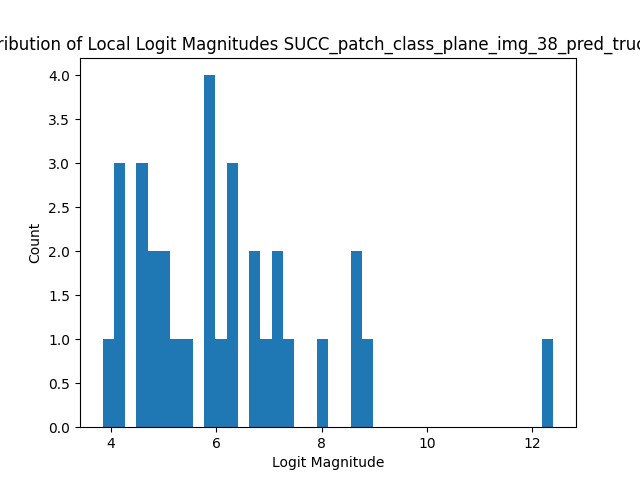 ribution of Local Logit Magnitudes SUCC_patch_class_plane_img_38_pred_truc
4.0
3.5
3.0
2.5
2.0
1.5
1.0
0.5
0.0
Count
4 6 8 10 12
Logit Magnitude